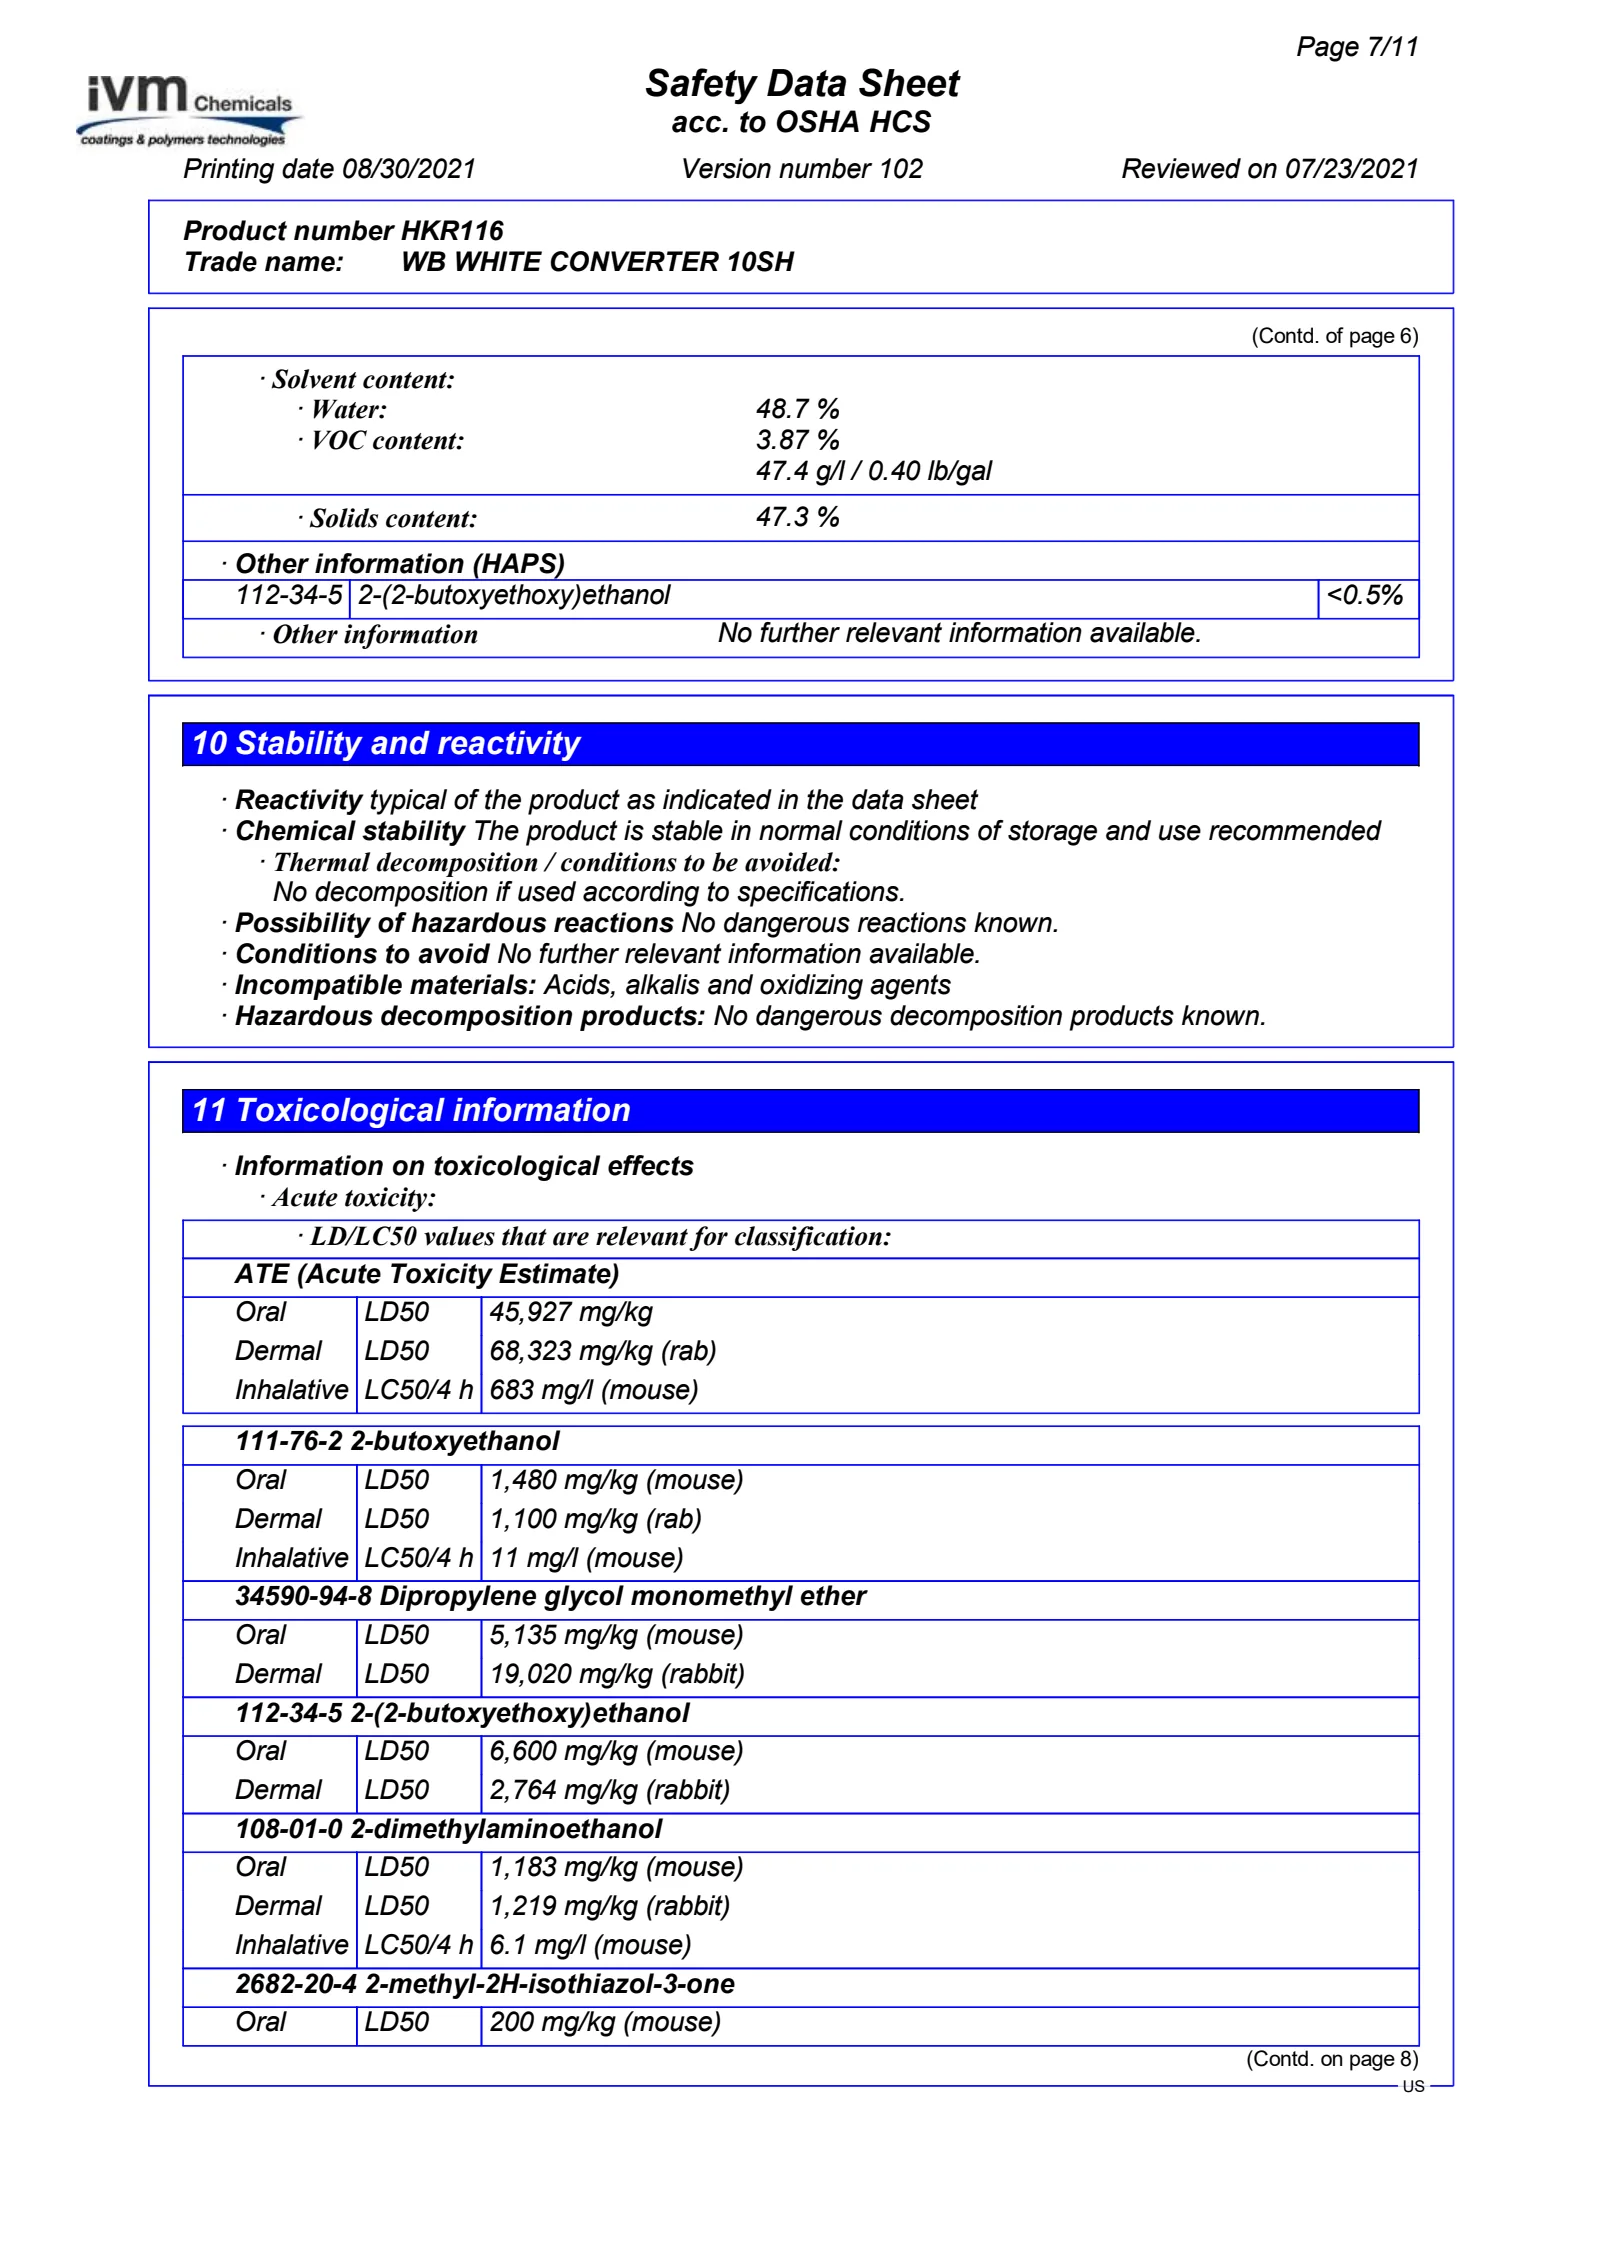 Page 7/11
ivm Chemicals
coatings & polymers technologies
Safety Data Sheet
acc. to OSHA HCS
Printing date 08/30/2021 Version number 102 Reviewed on 07/23/2021
Product number HKR116
Trade name: WB WHITE CONVERTER 10SH
(Contd. of page 6)
· Solvent content:
· Water: 48.7 %
· VOC content: 3.87 %
47.4 g/l / 0.40 lb/gal
· Solids content: 47.3 %
· Other information (HAPS)
112-34-5 2-(2-butoxyethoxy)ethanol <0.5%
· Other information No further relevant information available.
10 Stability and reactivity
· Reactivity typical of the product as indicated in the data sheet
· Chemical stability The product is stable in normal conditions of storage and use recommended
· Thermal decomposition / conditions to be avoided:
No decomposition if used according to specifications.
· Possibility of hazardous reactions No dangerous reactions known.
· Conditions to avoid No further relevant information available.
· Incompatible materials: Acids, alkalis and oxidizing agents
· Hazardous decomposition products: No dangerous decomposition products known.
11 Toxicological information
· Information on toxicological effects
· Acute toxicity:
· LD/LC50 values that are relevant for classification:
ATE (Acute Toxicity Estimate)
Oral LD50 45,927 mg/kg
Dermal LD50 68,323 mg/kg (rab)
Inhalative LC50/4 h 683 mg/l (mouse)
111-76-2 2-butoxyethanol
Oral LD50 1,480 mg/kg (mouse)
Dermal LD50 1,100 mg/kg (rab)
Inhalative LC50/4 h 11 mg/l (mouse)
34590-94-8 Dipropylene glycol monomethyl ether
Oral LD50 5,135 mg/kg (mouse)
Dermal LD50 19,020 mg/kg (rabbit)
112-34-5 2-(2-butoxyethoxy)ethanol
Oral LD50 6,600 mg/kg (mouse)
Dermal LD50 2,764 mg/kg (rabbit)
108-01-0 2-dimethylaminoethanol
Oral LD50 1,183 mg/kg (mouse)
Dermal LD50 1,219 mg/kg (rabbit)
Inhalative LC50/4 h 6.1 mg/l (mouse)
2682-20-4 2-methyl-2H-isothiazol-3-one
Oral LD50 200 mg/kg (mouse)
(Contd. on page 8)
US